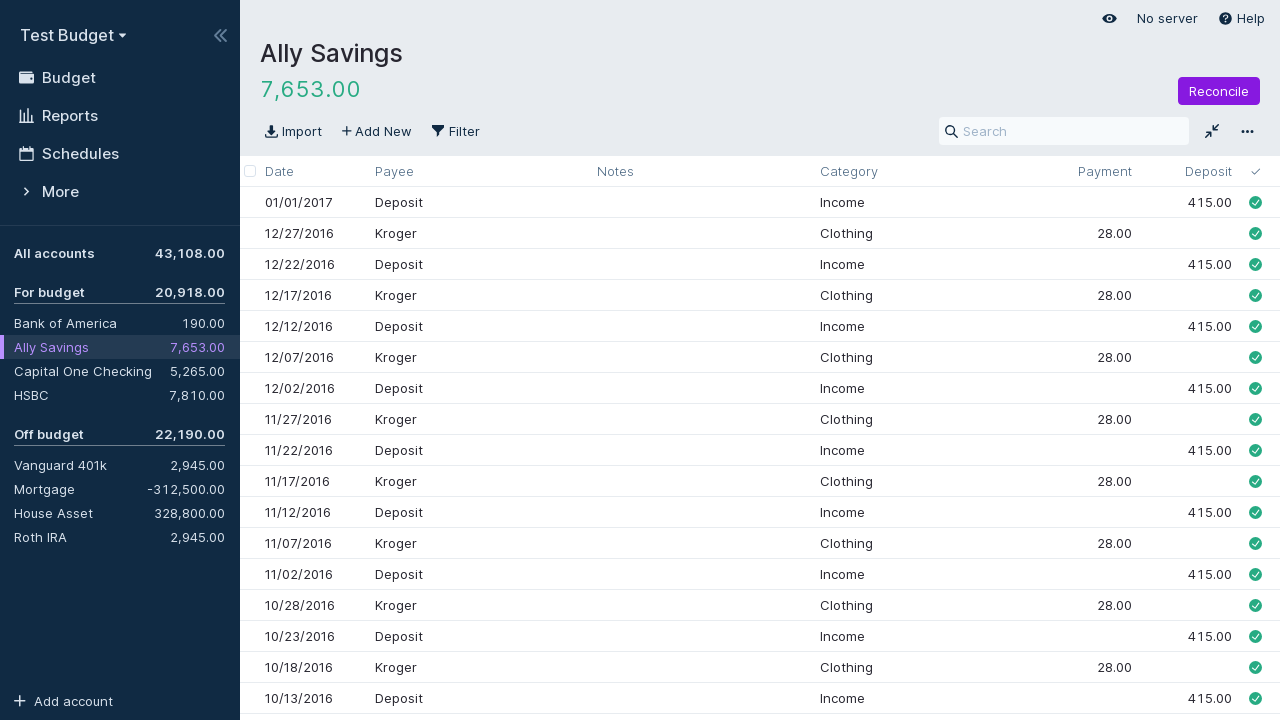 Test Budget
Budget
Reports
Schedules
More
All accounts 43,108.00
For budget 20,918.00
Bank of America 190.00
Ally Savings 7,653.00
Capital One Checking 5,265.00
HSBC 7,810.00
Off budget 22,190.00
Vanguard 401k 2,945.00
Mortgage -312,500.00
House Asset 328,800.00
Roth IRA 2,945.00
Add account
No server Help
Ally Savings
7,653.00
Reconcile
Import Add New Filter Search
Date Payee Notes Category Payment Deposit
01/01/2017 Deposit Income 415.00
12/27/2016 Kroger Clothing 28.00
12/22/2016 Deposit Income 415.00
12/17/2016 Kroger Clothing 28.00
12/12/2016 Deposit Income 415.00
12/07/2016 Kroger Clothing 28.00
12/02/2016 Deposit Income 415.00
11/27/2016 Kroger Clothing 28.00
11/22/2016 Deposit Income 415.00
11/17/2016 Kroger Clothing 28.00
11/12/2016 Deposit Income 415.00
11/07/2016 Kroger Clothing 28.00
11/02/2016 Deposit Income 415.00
10/28/2016 Kroger Clothing 28.00
10/23/2016 Deposit Income 415.00
10/18/2016 Kroger Clothing 28.00
10/13/2016 Deposit Income 415.00